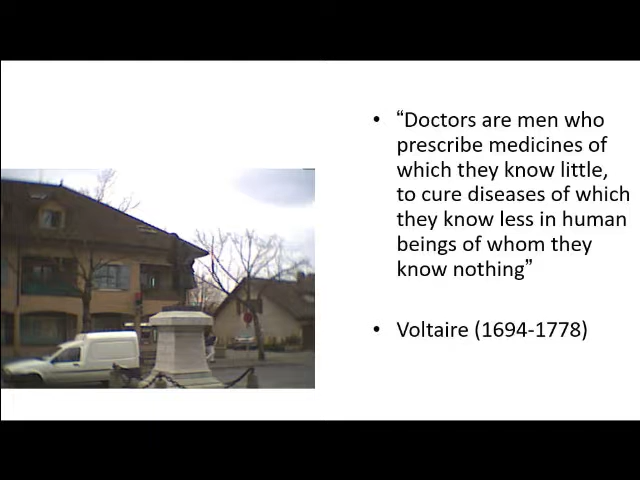 • “Doctors are men who
prescribe medicines of
which they know little,
to cure diseases of which
they know less in human
beings of whom they
know nothing”
• Voltaire (1694-1778)